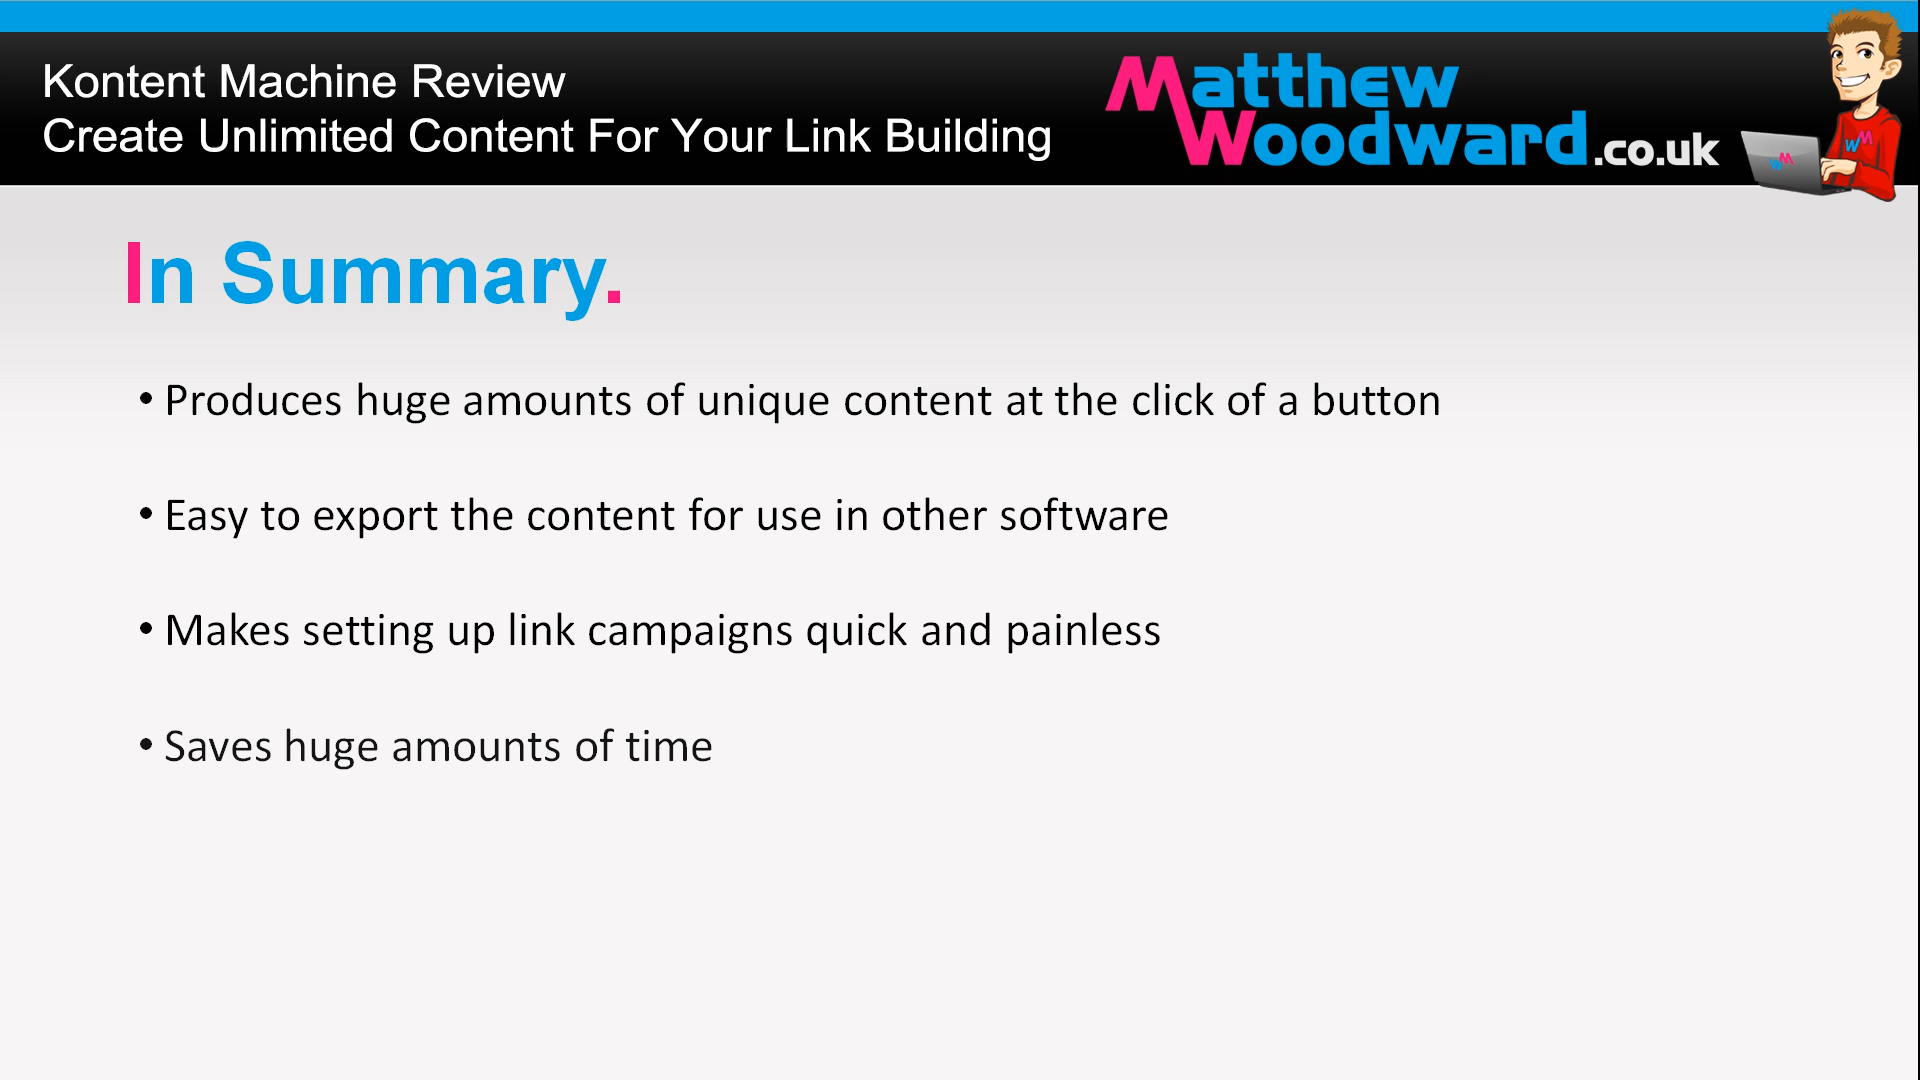 Kontent Machine Review
Create Unlimited Content For Your Link Building
Matthew
Woodward.co.uk
WM
WM
In Summary.
• Produces huge amounts of unique content at the click of a button
• Easy to export the content for use in other software
• Makes setting up link campaigns quick and painless
• Saves huge amounts of time